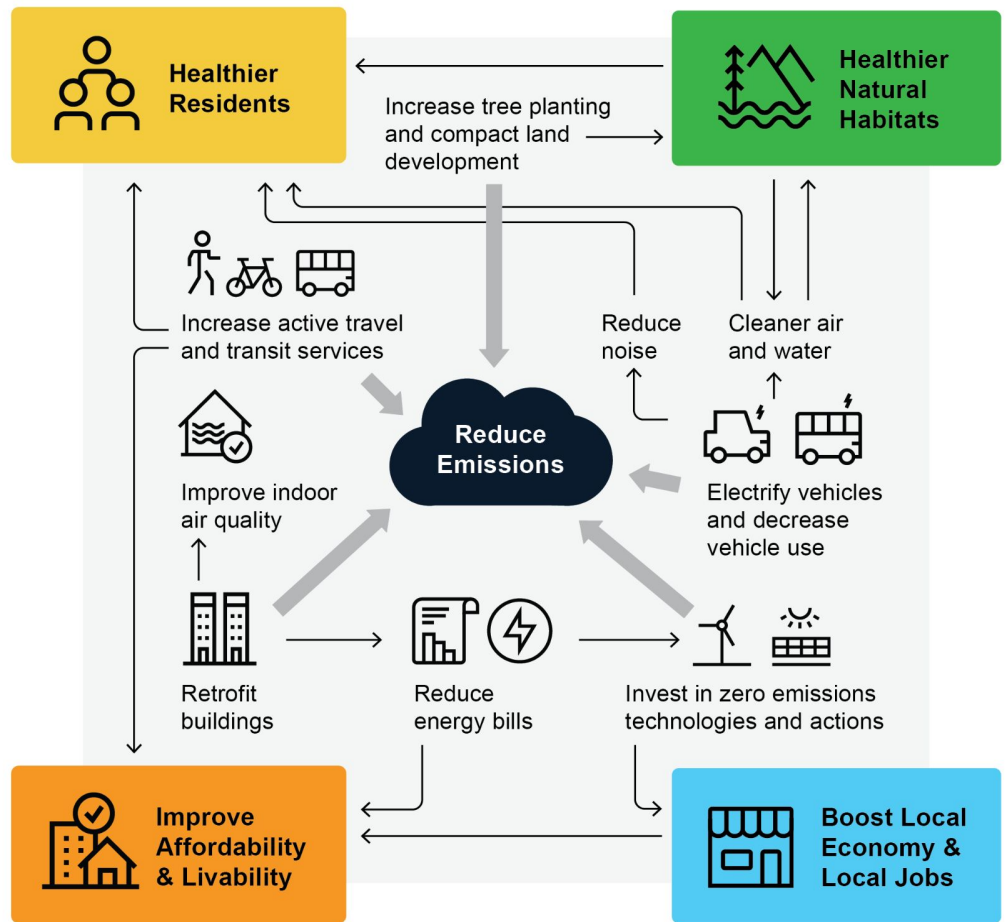 Healthier
Residents
Healthier
Natural
Habitats
Increase tree planting
and compact land
development
Increase active travel
and transit services
Reduce
noise
Cleaner air
and water
Reduce
Emissions
Improve indoor
air quality
Electrify vehicles
and decrease
vehicle use
Retrofit
buildings
Reduce
energy bills
Invest in zero emissions
technologies and actions
Improve
Affordability
& Livability
Boost Local
Economy &
Local Jobs